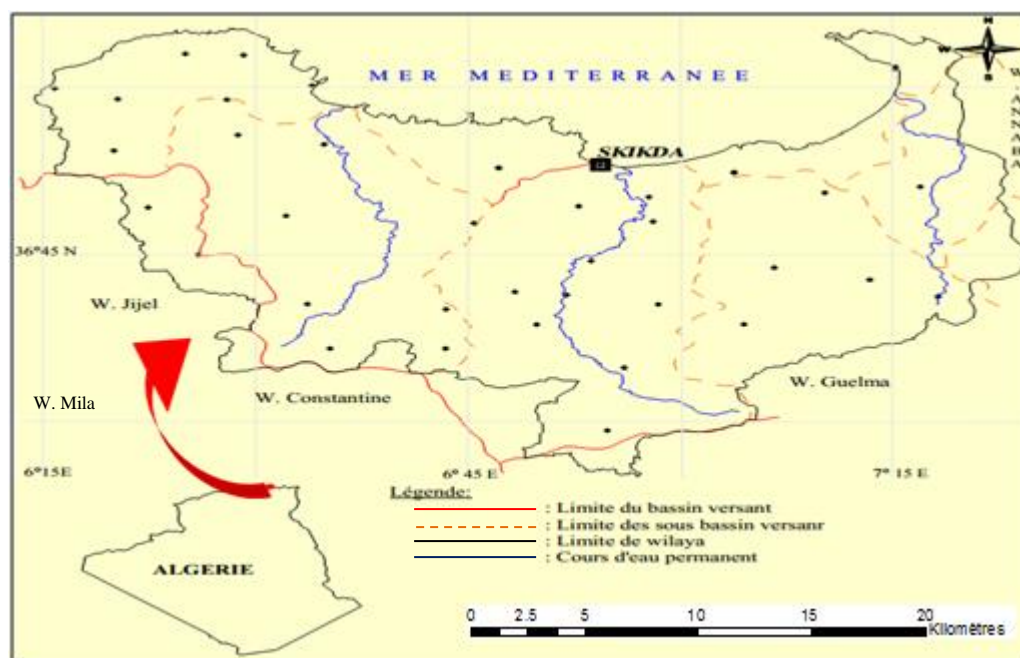 N
W E
S
MER MEDITERRANEE
W. ANNABA
SKIKDA
36°45 N
W. Jijel
W. Mila
W. Constantine
W. Guelma
6°15E
6° 45 E
7° 15 E
Légende:
: Limite du bassin versant
: Limite des sous bassin versanr
: Limite de wilaya
: Cours d'eau permanent
ALGERIE
0 2.5 5 10 15 20
Kilomètres